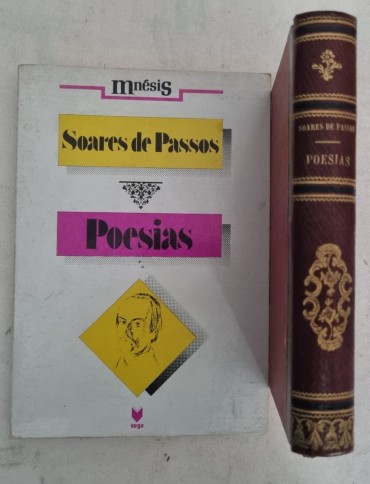 mnésis
Soares de Passos
Poesias
vega
SOARES DE PASSOS
POESIAS